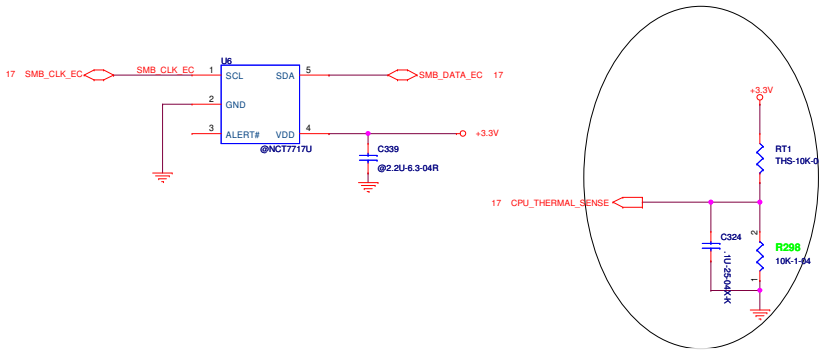 U6
17 SMB_CLK_EC
SMB_CLK_EC
1
SCL
SDA
5
SMB_DATA_EC 17
2
GND
3
ALERT#
VDD
4
+3.3V
@NCT7717U
C339
@2.2U-6.3-04R
+3.3V
RT1
THS-10K-0
17 CPU_THERMAL_SENSE
C324
.1U-25-04X-K
2
R298
10K-1-04
1